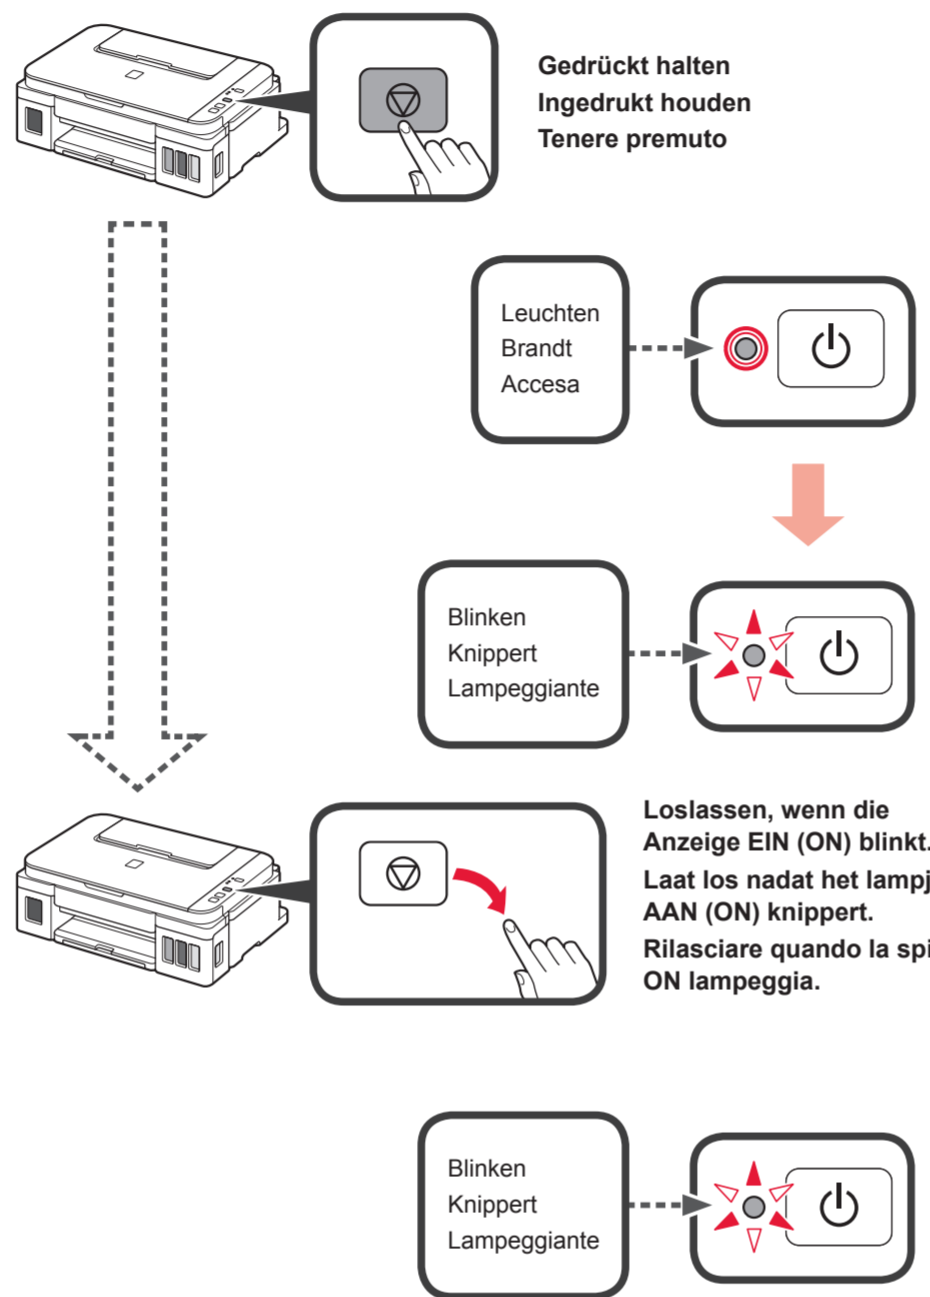 Gedrückt halten
Ingedrukt houden
Tenere premuto
Leuchten
Brandt
Accesa
Blinken
Knippert
Lampeggiante
Loslassen, wenn die
Anzeige EIN (ON) blinkt.
Laat los nadat het
AAN (ON) knippert.
Rilasciare quando la
ON lampeggia.
Blinken
Knippert
Lampeggiante